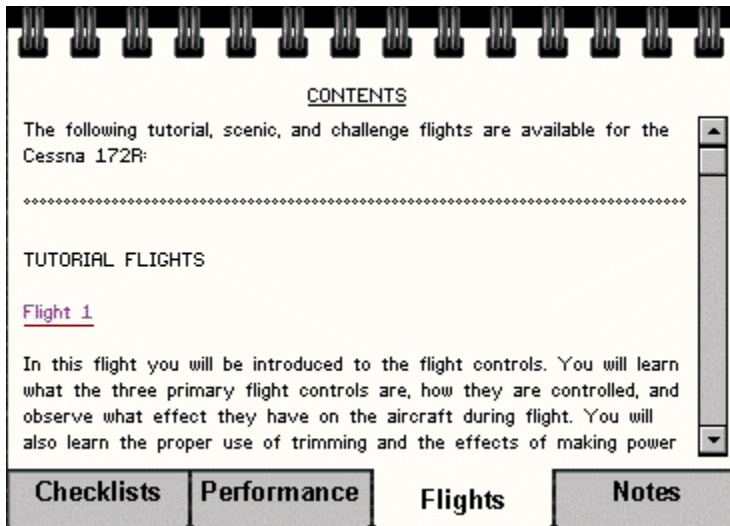 CONTENTS
The following tutorial, scenic, and challenge flights are available for the
Cessna 172R:
TUTORIAL FLIGHTS
Flight 1
In this flight you will be introduced to the flight controls. You will learn
what the three primary flight controls are, how they are controlled, and
observe what effect they have on the aircraft during flight. You will
also learn the proper use of trimming and the effects of making power
Checklists Performance Flights Notes